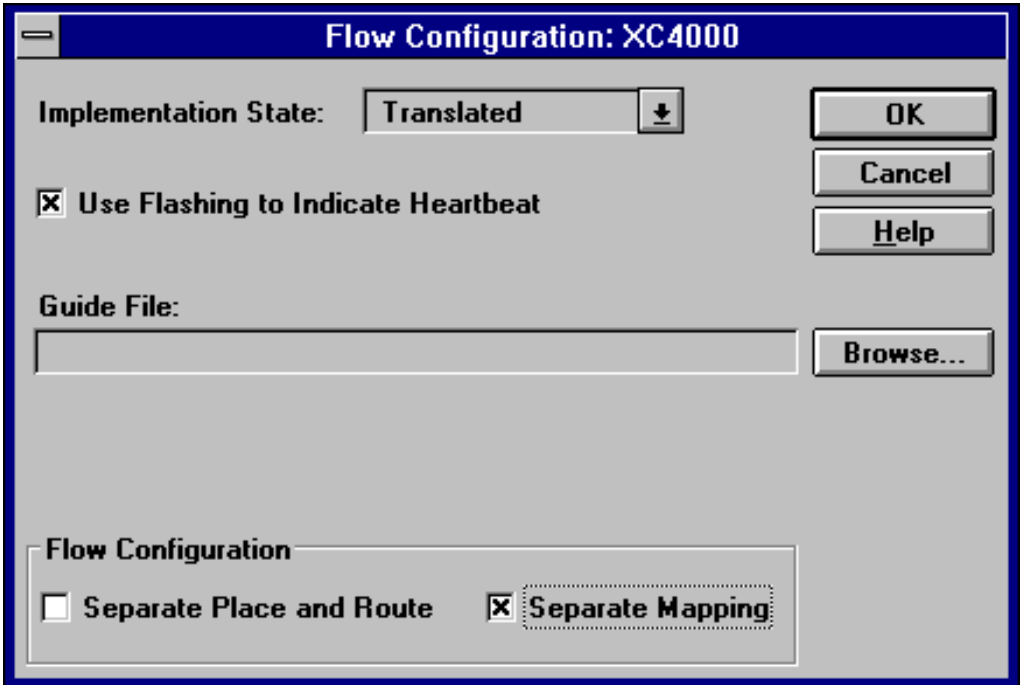 Flow Configuration: XC4000
Implementation State: Translated
OK
Cancel
Use Flashing to Indicate Heartbeat
Help
Guide File:
Browse...
Flow Configuration
Separate Place and Route Separate Mapping